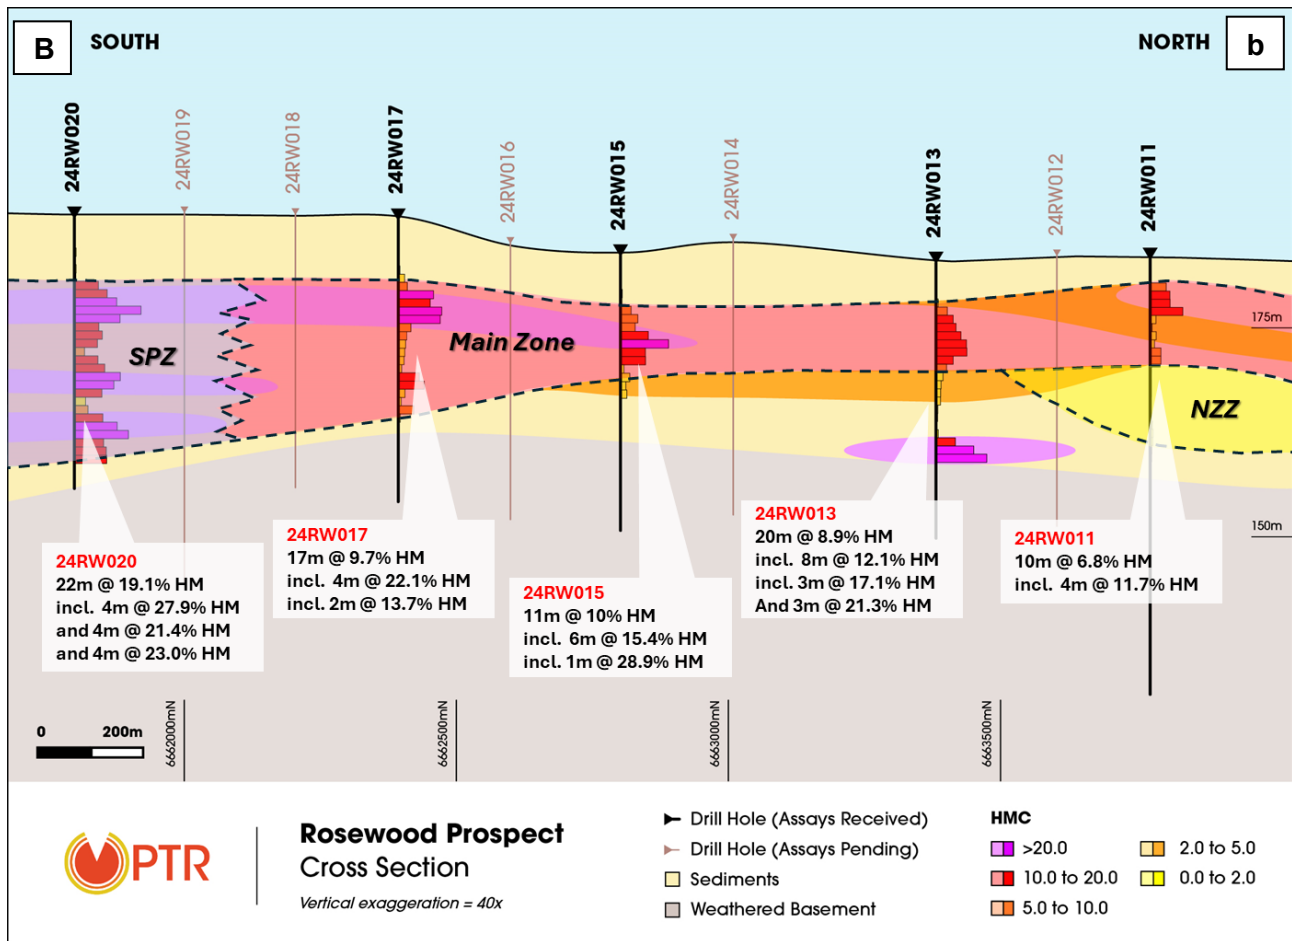 B
SOUTH
NORTH
b
24RW020
24RW019
24RW018
24RW017
24RW016
24RW015
24RW014
24RW013
24RW012
24RW011
175m
SPZ
Main Zone
NZZ
150m
24RW020
22m @ 19.1% HM
incl. 4m @ 27.9% HM
and 4m @ 21.4% HM
and 4m @ 23.0% HM
24RW017
17m @ 9.7% HM
incl. 4m @ 22.1% HM
incl. 2m @ 13.7% HM
24RW015
11m @ 10% HM
incl. 6m @ 15.4% HM
incl. 1m @ 28.9% HM
24RW013
20m @ 8.9% HM
incl. 8m @ 12.1% HM
incl. 3m @ 17.1% HM
And 3m @ 21.3% HM
24RW011
10m @ 6.8% HM
incl. 4m @ 11.7% HM
0 200m
6662000mN
6662500mN
6663000mN
6663500mN
PTR
Rosewood Prospect
Cross Section
Vertical exaggeration = 40x
Drill Hole (Assays Received)
Drill Hole (Assays Pending)
Sediments
Weathered Basement
HMC
>20.0
10.0 to 20.0
5.0 to 10.0
2.0 to 5.0
0.0 to 2.0